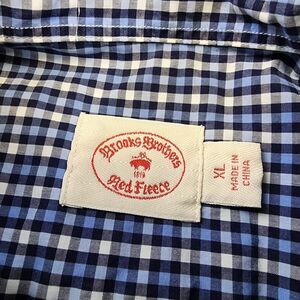 Brooks Brothers
1818
Red Fleece
XL
MADE IN
CHINA